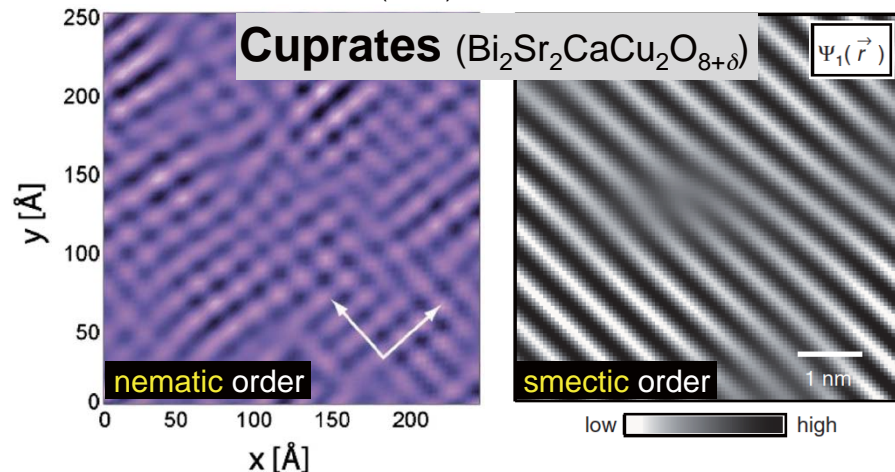 Cuprates (Bi₂Sr₂CaCu₂O₈₊δ)
250
200
150
100
50
0
y [Å]
0 50 100 150 200
x [Å]
nematic order
Ψ₁(r⃗)
smectic order
1 nm
low high